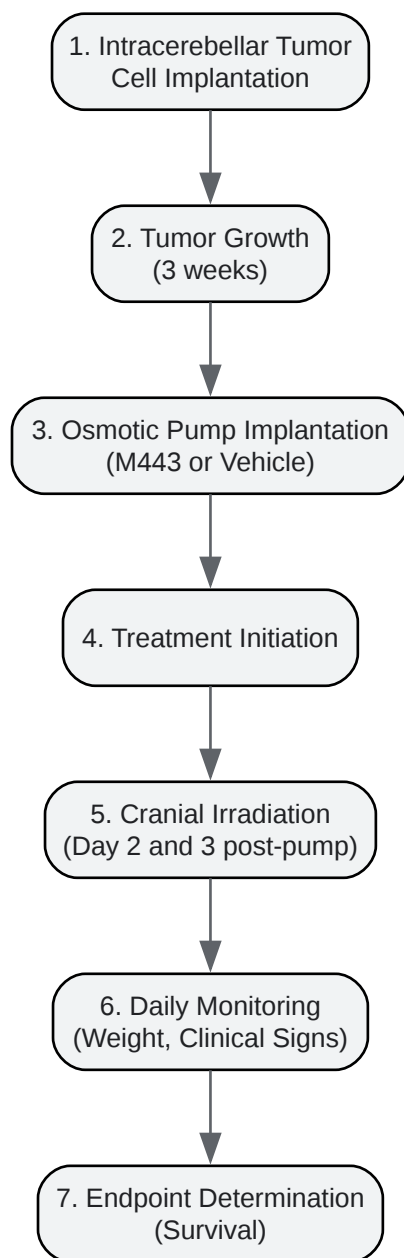 1. Intracerebellar Tumor
Cell Implantation
2. Tumor Growth
(3 weeks)
3. Osmotic Pump Implantation
(M443 or Vehicle)
4. Treatment Initiation
5. Cranial Irradiation
(Day 2 and 3 post-pump)
6. Daily Monitoring
(Weight, Clinical Signs)
7. Endpoint Determination
(Survival)